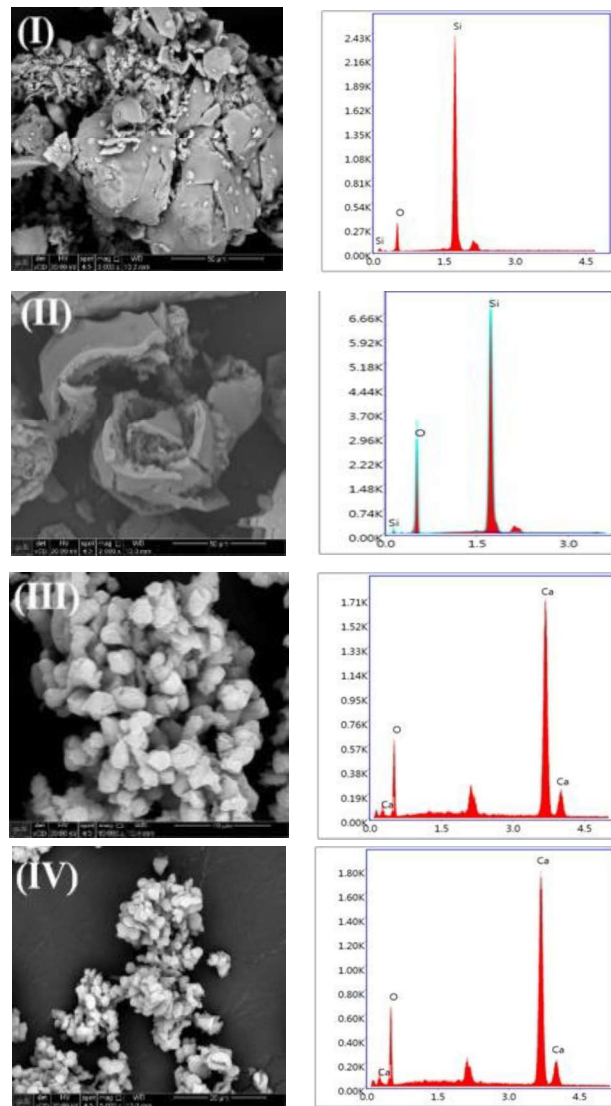 (I)
50 µm
Si
2.43K
2.16K
1.89K
1.62K
1.35K
1.08K
0.81K
0.54K
0.27K
0.00K
O
Si
0.0
1.5
3.0
4.5
(II)
50 µm
Si
6.66K
5.92K
5.18K
4.44K
3.70K
2.96K
2.22K
1.48K
0.74K
0.00K
O
Si
0.0
1.5
3.0
(III)
Ca
1.71K
1.52K
1.33K
1.14K
0.95K
0.76K
0.57K
0.38K
0.19K
0.00K
O
Ca
Ca
0.0
1.5
3.0
4.5
(IV)
20 µm
Ca
1.80K
1.60K
1.40K
1.20K
1.00K
0.80K
0.60K
0.40K
0.20K
0.00K
O
Ca
Ca
0.0
1.5
3.0
4.5